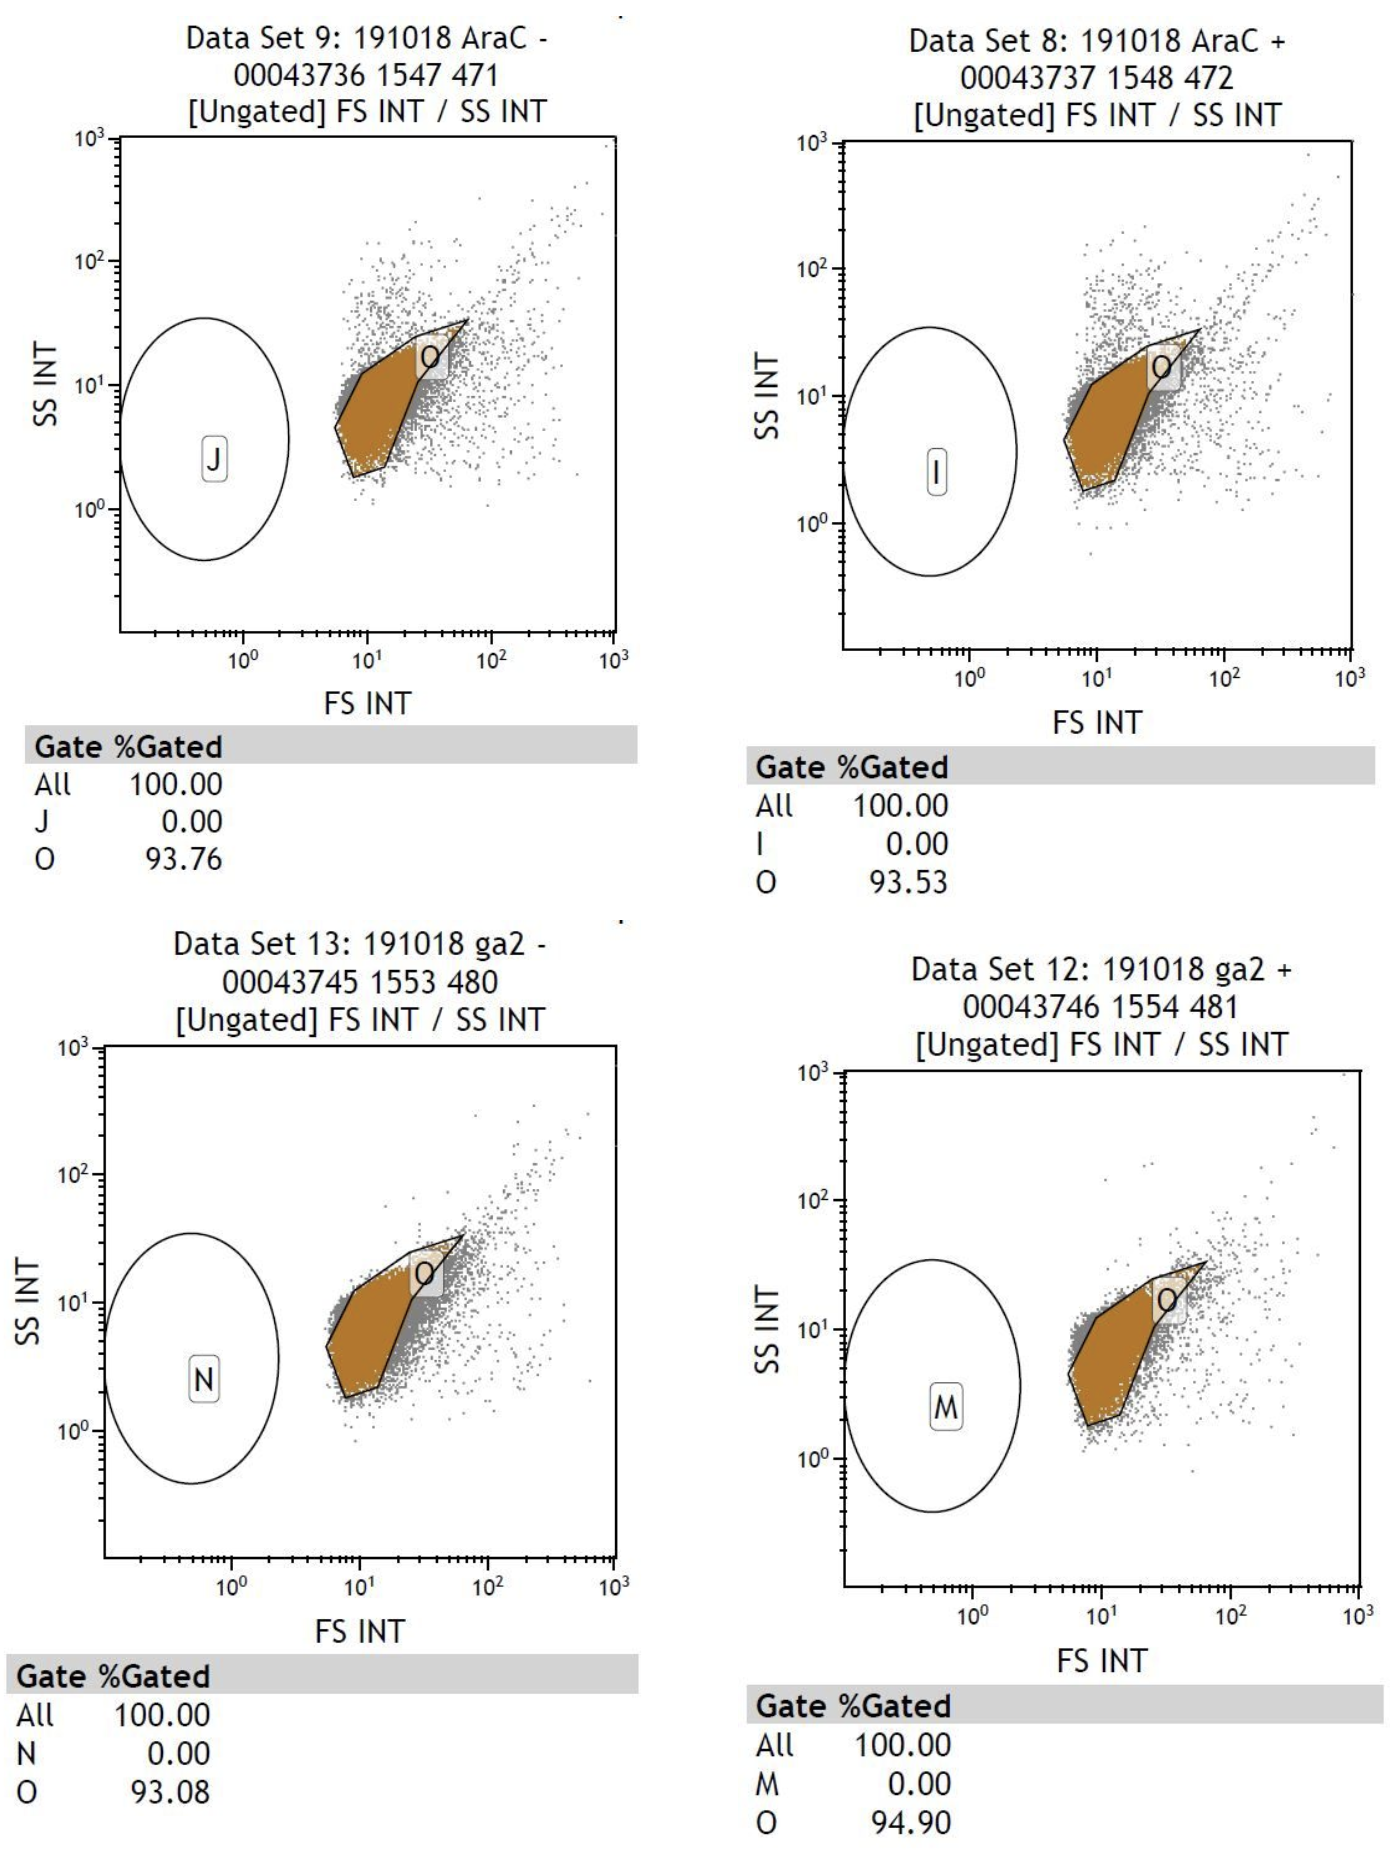 Data Set 9: 191018 AraC -
00043736 1547 471
[Ungated] FS INT / SS INT
10³
10²
10¹
10⁰
SS INT
O
J
10⁰ 10¹ 10² 10³
FS INT
Gate %Gated
All 100.00
J 0.00
O 93.76
Data Set 8: 191018 AraC +
00043737 1548 472
[Ungated] FS INT / SS INT
10³
10²
10¹
10⁰
SS INT
O
I
10⁰ 10¹ 10² 10³
FS INT
Gate %Gated
All 100.00
I 0.00
O 93.53
Data Set 13: 191018 ga2 -
00043745 1553 480
[Ungated] FS INT / SS INT
10³
10²
10¹
10⁰
SS INT
O
N
10⁰ 10¹ 10² 10³
FS INT
Gate %Gated
All 100.00
N 0.00
O 93.08
Data Set 12: 191018 ga2 +
00043746 1554 481
[Ungated] FS INT / SS INT
10³
10²
10¹
10⁰
SS INT
O
M
10⁰ 10¹ 10² 10³
FS INT
Gate %Gated
All 100.00
M 0.00
O 94.90